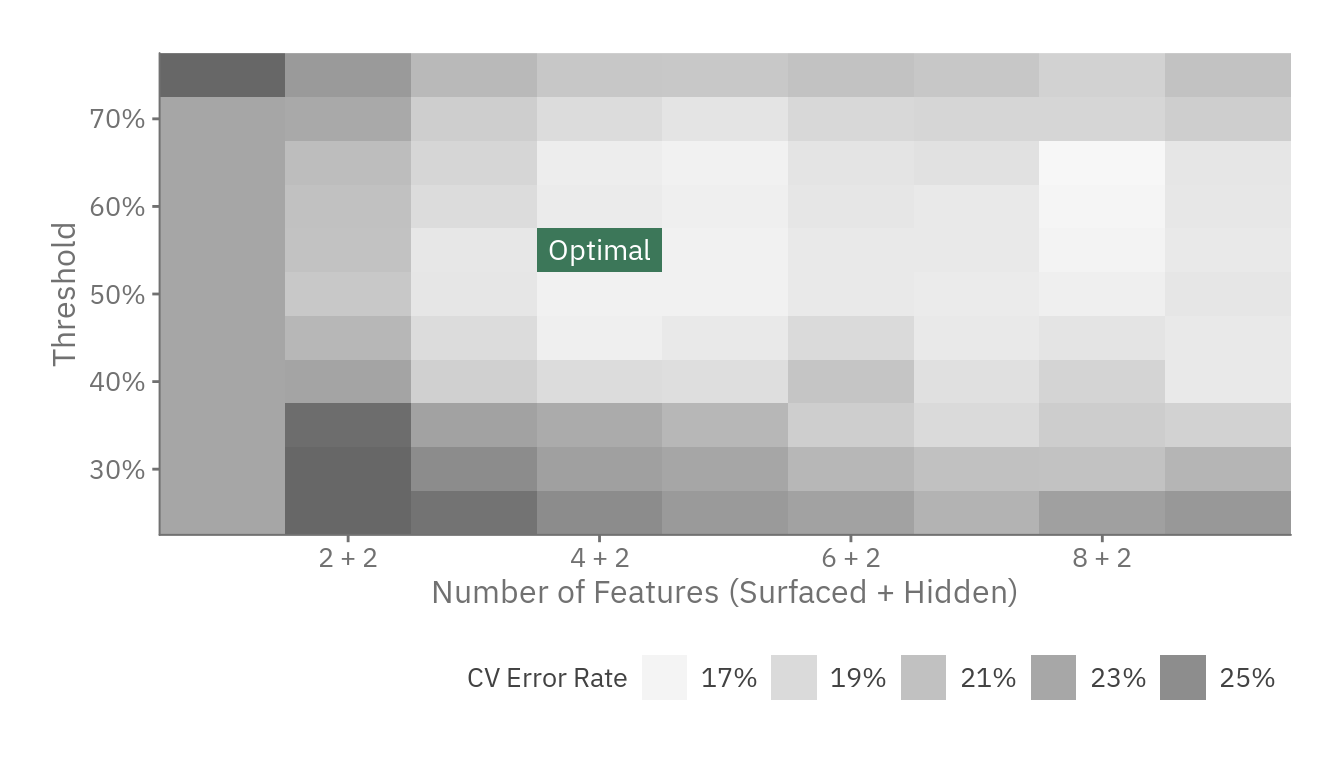 70%
60%
50%
40%
30%
Threshold
Optimal
2 + 2
4 + 2
6 + 2
8 + 2
Number of Features (Surfaced + Hidden)
CV Error Rate 17% 19% 21% 23% 25%